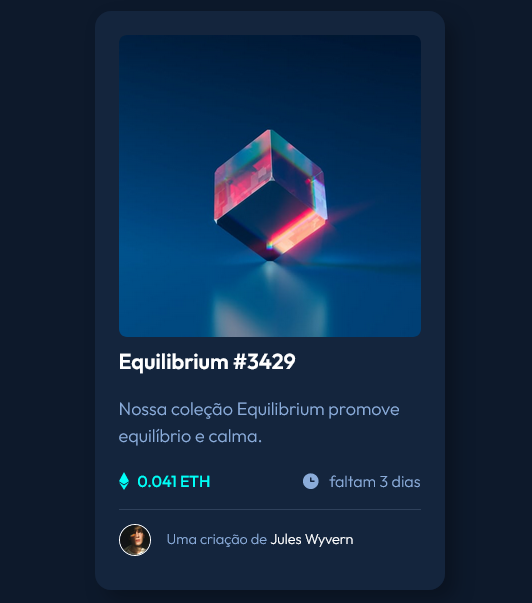 Equilibrium #3429
Nossa coleção Equilibrium promove
equilíbrio e calma.
0.041 ETH
faltam 3 dias
Uma criação de Jules Wyvern